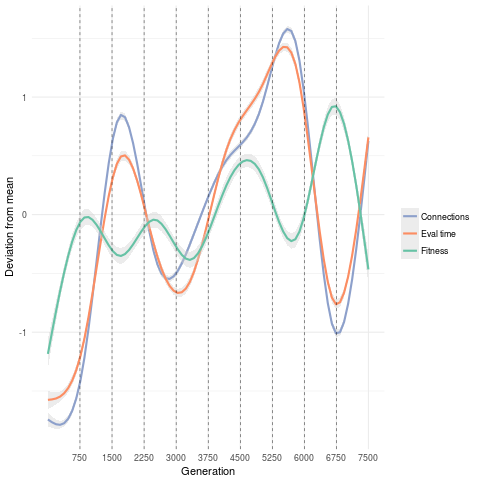 Deviation from mean
1
0
-1
750 1500 2250 3000 3750 4500 5250 6000 6750 7500
Generation
Connections
Eval time
Fitness